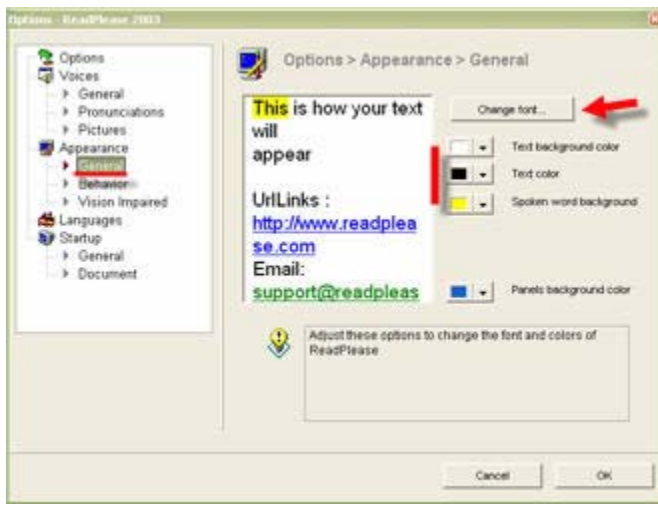 Options - ReadPlease 2003
Options
Voices
General
Pronunciations
Pictures
Appearance
General
Behavior
Vision Impaired
Languages
Startup
General
Document
Options > Appearance > General
This is how your text
will
appear
UrlLinks :
http://www.readplea
se.com
Email:
support@readpleas
Change font...
Text background color
Text color
Spoken word background
Panels background color
Adjust these options to change the font and colors of
ReadPlease
Cancel
OK